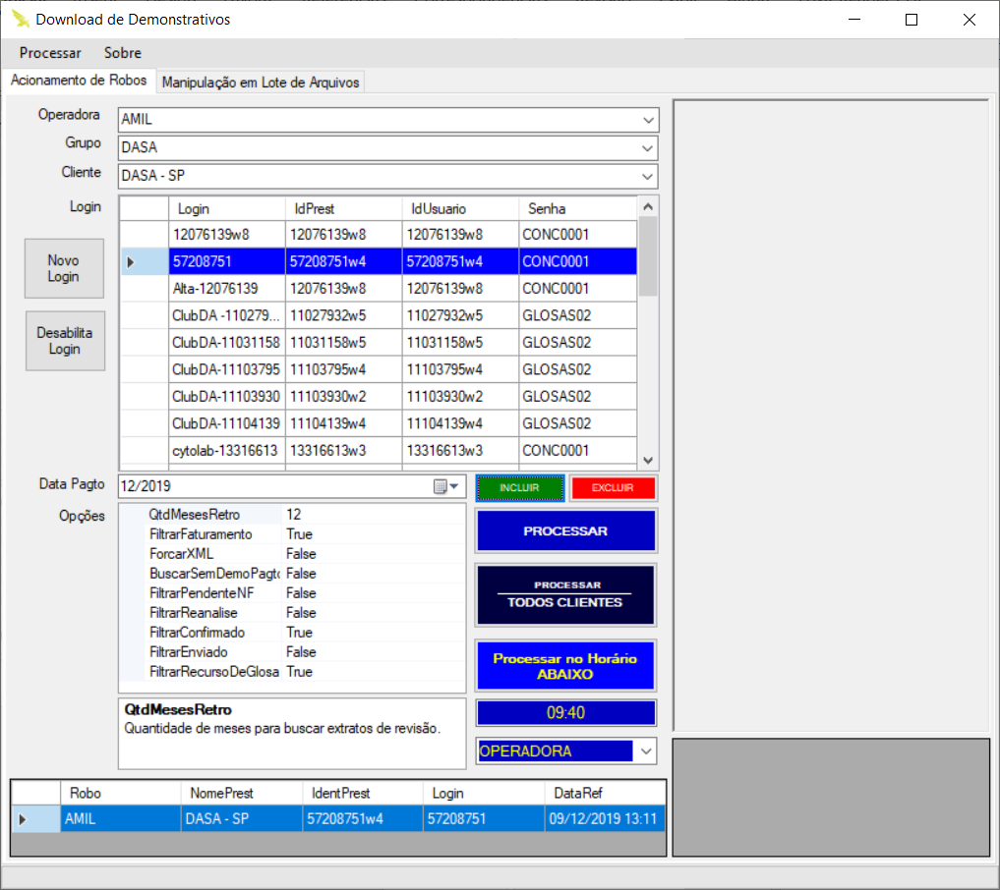 Download de Demonstrativos
Processar Sobre
Acionamento de Robos Manipulação em Lote de Arquivos
Operadora AMIL
Grupo DASA
Cliente DASA - SP
Login
Login IdPrest IdUsuario Senha
12076139w8 12076139w8 12076139w8 CONC0001
57208751 57208751w4 57208751w4 CONC0001
Alta-12076139 12076139w8 12076139w8 CONC0001
ClubDA -110279... 11027932w5 11027932w5 GLOSAS02
ClubDA-11031158 11031158w5 11031158w5 GLOSAS02
ClubDA-11103795 11103795w4 11103795w4 GLOSAS02
ClubDA-11103930 11103930w2 11103930w2 GLOSAS02
ClubDA-11104139 11104139w4 11104139w4 GLOSAS02
cytolab-13316613 13316613w3 13316613w3 CONC0001
Novo
Login
Desabilita
Login
Data Pagto 12/2019
INCLUIR EXCLUIR
Opções
QtdMesesRetro 12
FiltrarFaturamento True
ForcarXML False
BuscarSemDemoPagto False
FiltrarPendenteNF False
FiltrarReanalise False
FiltrarConfirmado True
FiltrarEnviado False
FiltrarRecursoDeGlosa True
QtdMesesRetro
Quantidade de meses para buscar extratos de revisão.
PROCESSAR
PROCESSAR
TODOS CLIENTES
Processar no Horário
ABAIXO
09:40
OPERADORA
Robo NomePrest IdentPrest Login DataRef
AMIL DASA - SP 57208751w4 57208751 09/12/2019 13:11